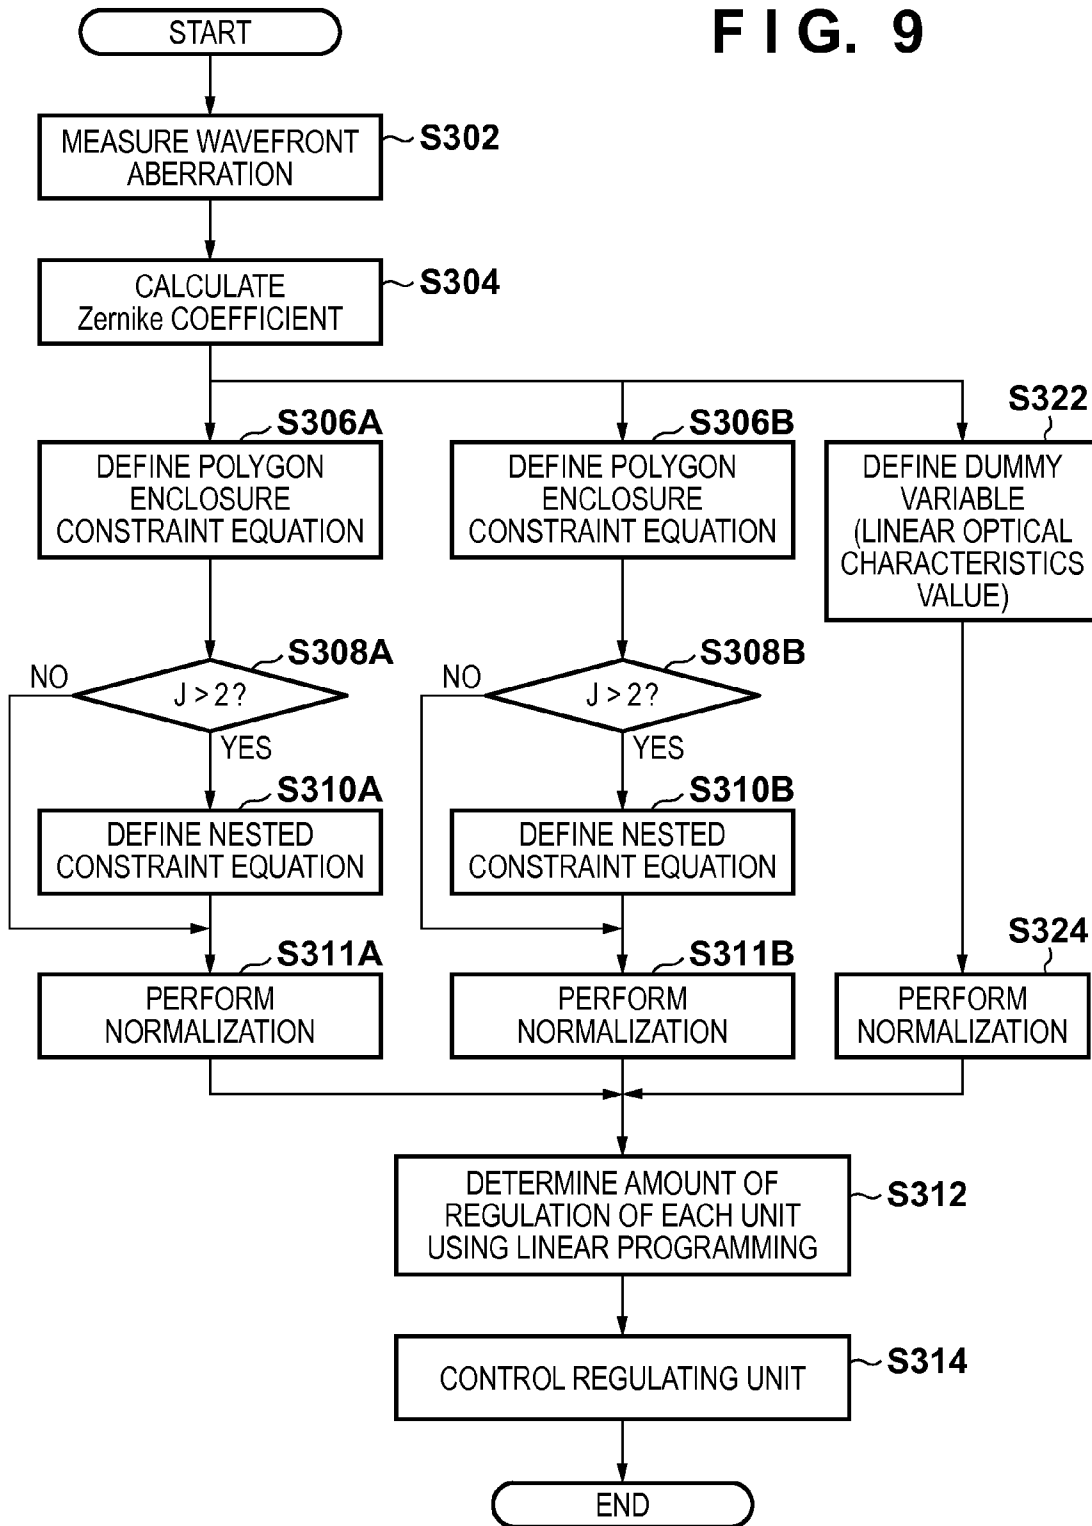 F I G. 9
START
MEASURE WAVEFRONT
ABERRATION
S302
CALCULATE
Zernike COEFFICIENT
S304
S306A
DEFINE POLYGON
ENCLOSURE
CONSTRAINT EQUATION
S306B
DEFINE POLYGON
ENCLOSURE
CONSTRAINT EQUATION
S322
DEFINE DUMMY
VARIABLE
(LINEAR OPTICAL
CHARACTERISTICS
VALUE)
S308A
NO
J > 2?
YES
S308B
NO
J > 2?
YES
S310A
DEFINE NESTED
CONSTRAINT EQUATION
S310B
DEFINE NESTED
CONSTRAINT EQUATION
S311A
PERFORM
NORMALIZATION
S311B
PERFORM
NORMALIZATION
S324
PERFORM
NORMALIZATION
DETERMINE AMOUNT OF
REGULATION OF EACH UNIT
USING LINEAR PROGRAMMING
S312
CONTROL REGULATING UNIT
S314
END